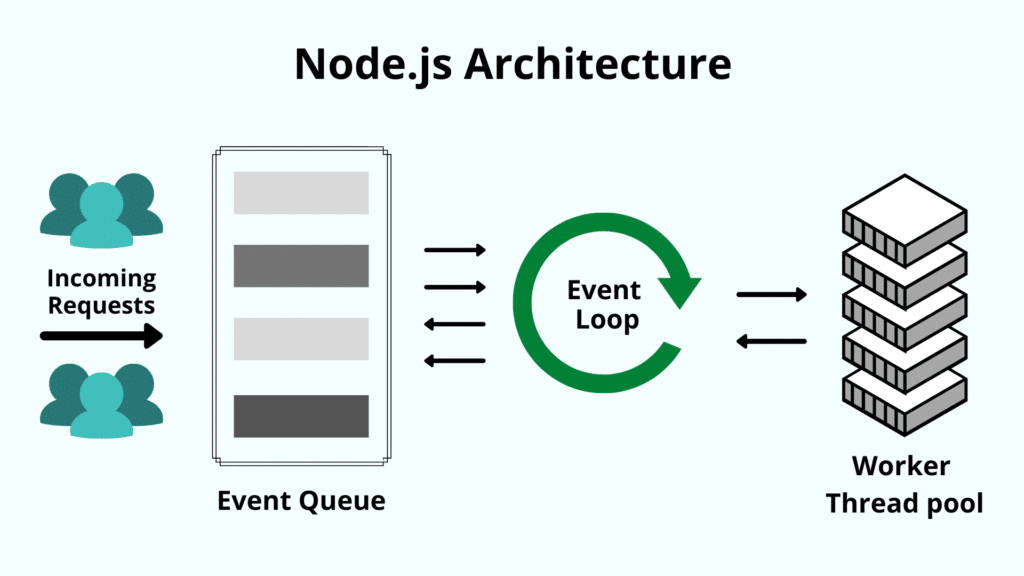 Node.js Architecture
Incoming
Requests
Event Queue
Event
Loop
Worker
Thread pool